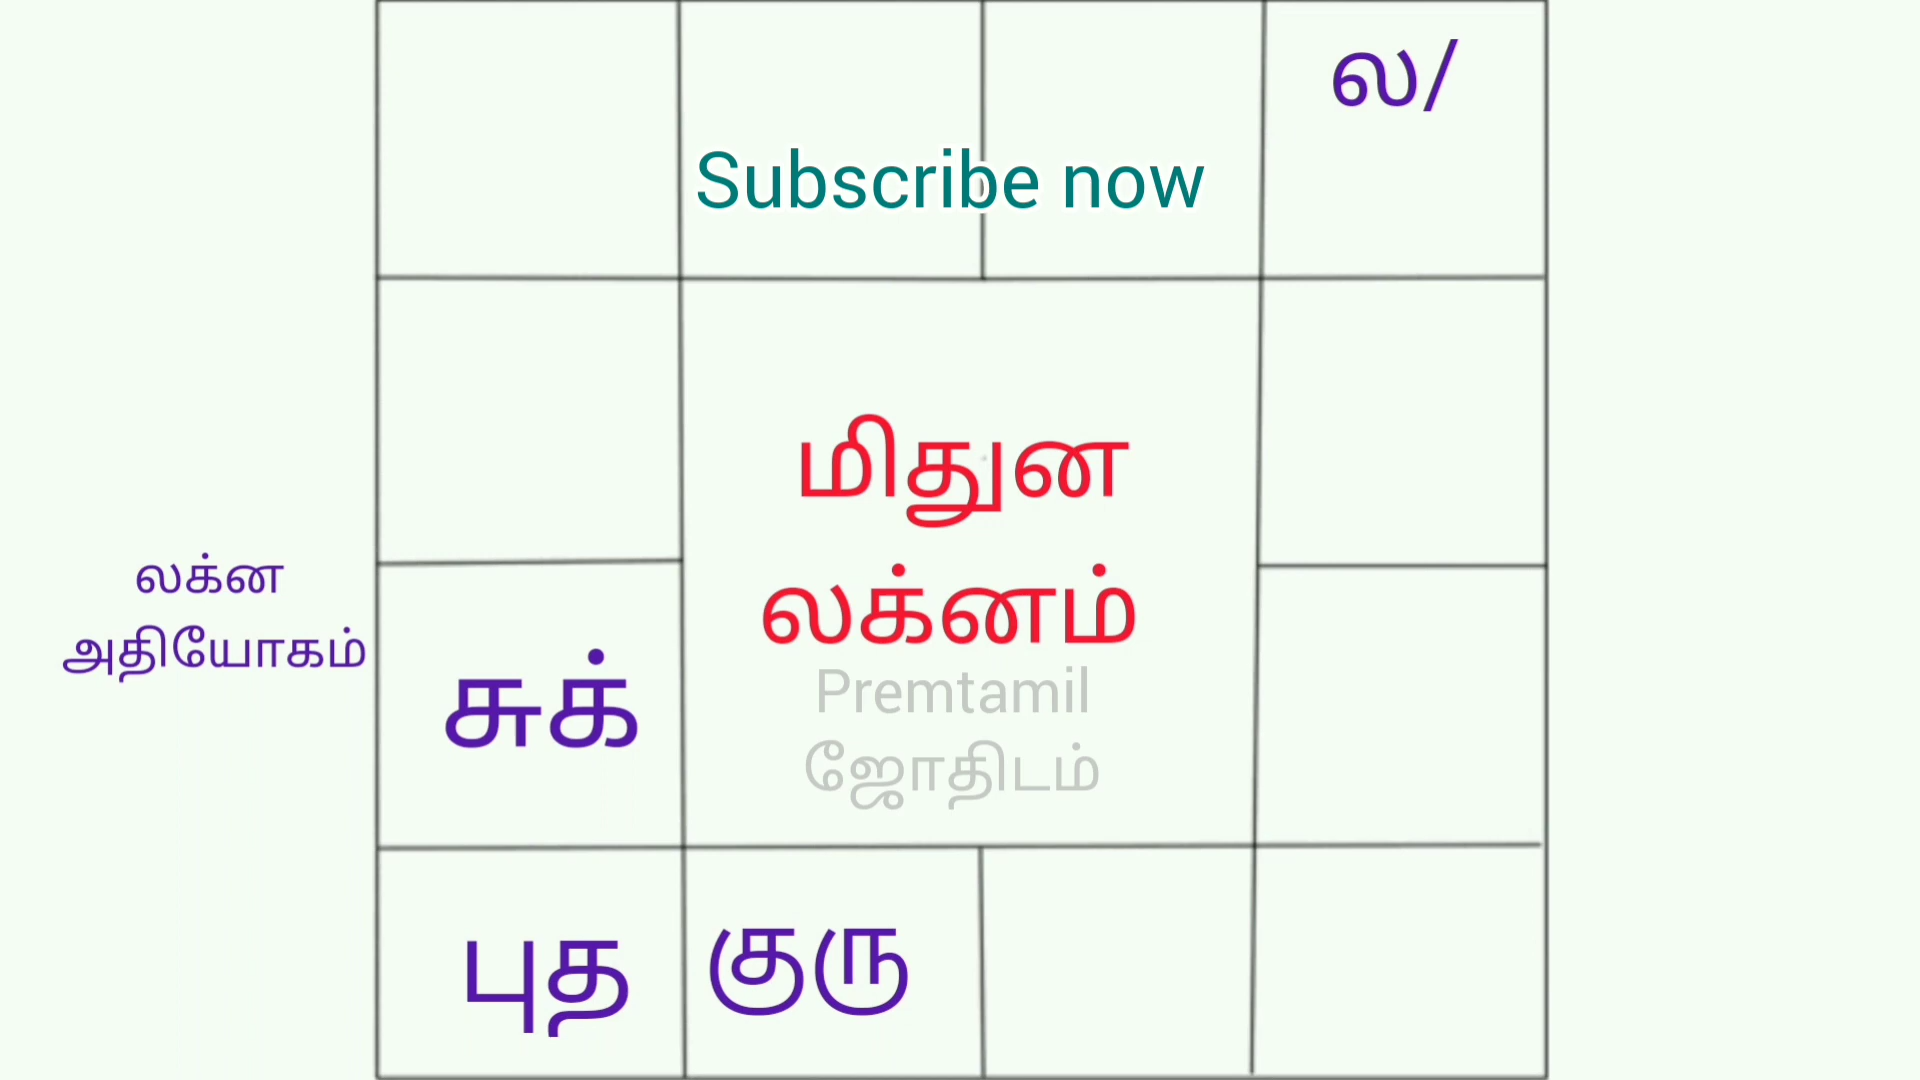 ல/
Subscribe now
மிதுன
லக்னம்
லக்ன
அதியோகம்
சுக்
Premtamil
ஜோதிடம்
புத
குரு